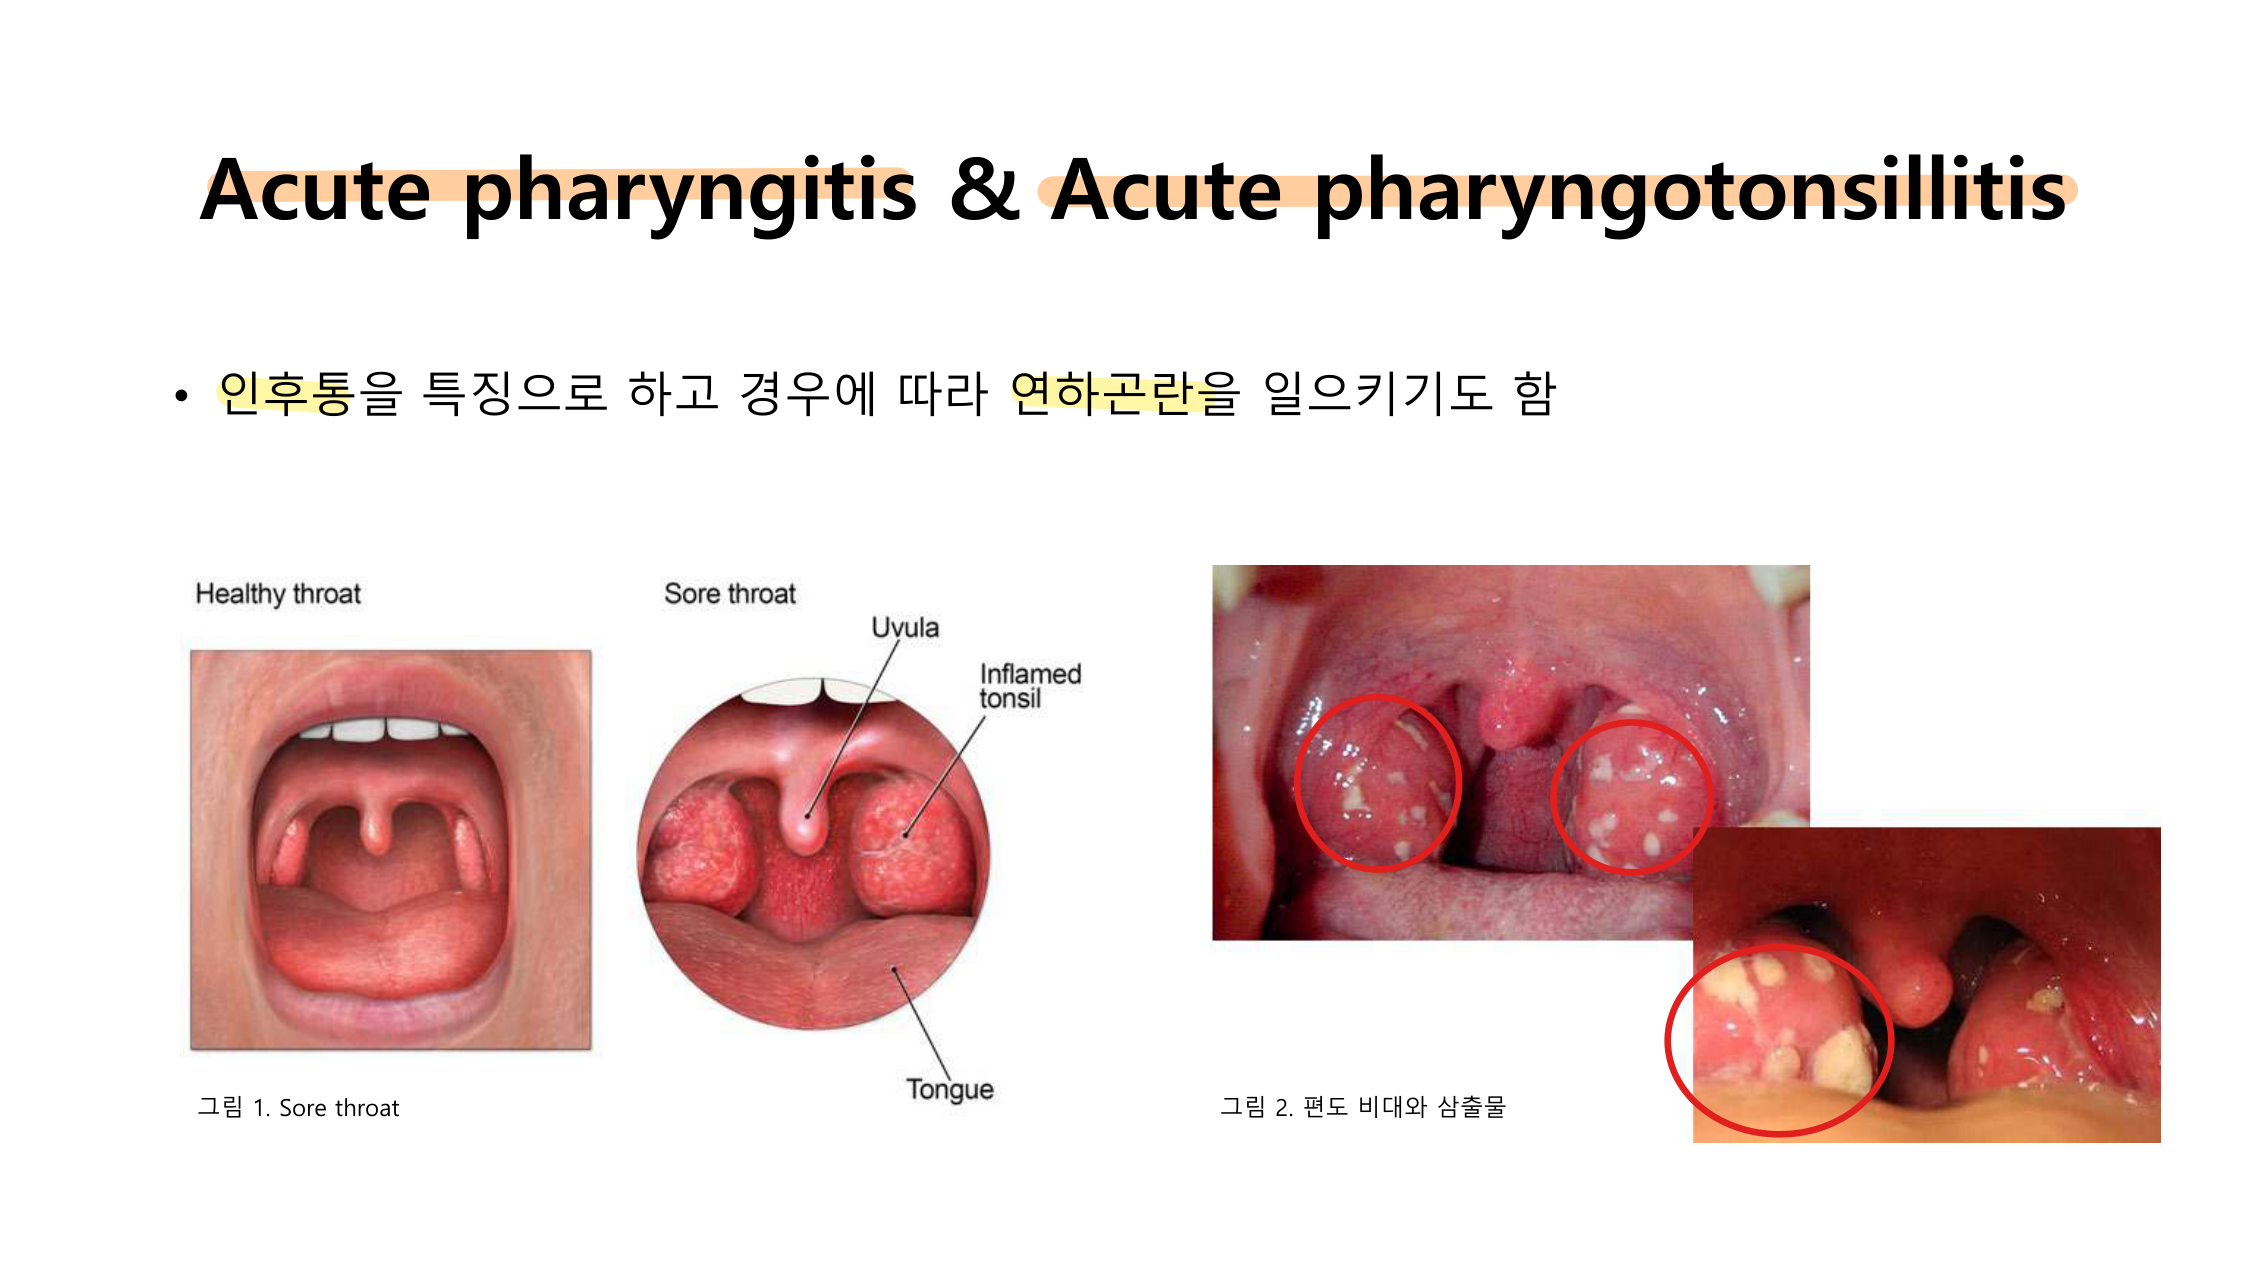 Acute pharyngitis & Acute pharyngotonsillitis
• 인후통을 특징으로 하고 경우에 따라 연하곤란을 일으키기도 함
Healthy throat
Sore throat
Uvula
Inflamed
tonsil
Tongue
그림 1. Sore throat
그림 2. 편도 비대와 삼출물